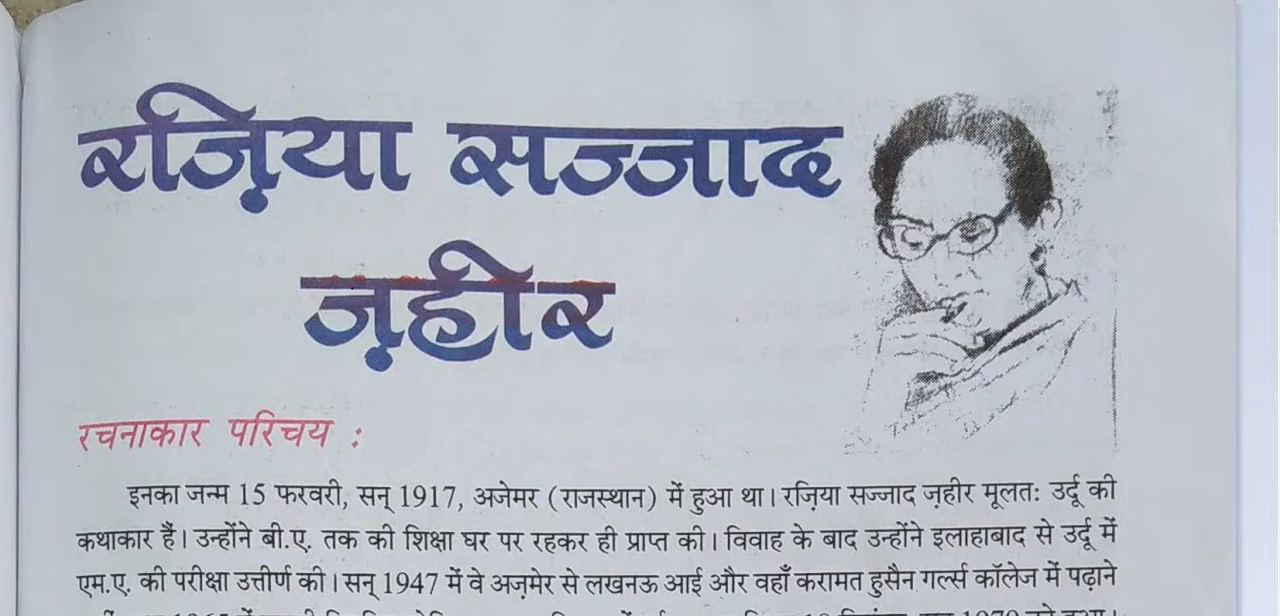 रज़िया सज्जाद
ज़हीर
रचनाकार परिचय :
इनका जन्म 15 फरवरी, सन् 1917, अजेमर (राजस्थान) में हुआ था। रज़िया सज्जाद ज़हीर मूलतः उर्दू की
कथाकार हैं। उन्होंने बी.ए. तक की शिक्षा घर पर रहकर ही प्राप्त की। विवाह के बाद उन्होंने इलाहाबाद से उर्दू में
एम.ए. की परीक्षा उत्तीर्ण की। सन् 1947 में वे अज़मेर से लखनऊ आई और वहाँ करामत हुसैन गर्ल्स कॉलेज में पढ़ाने